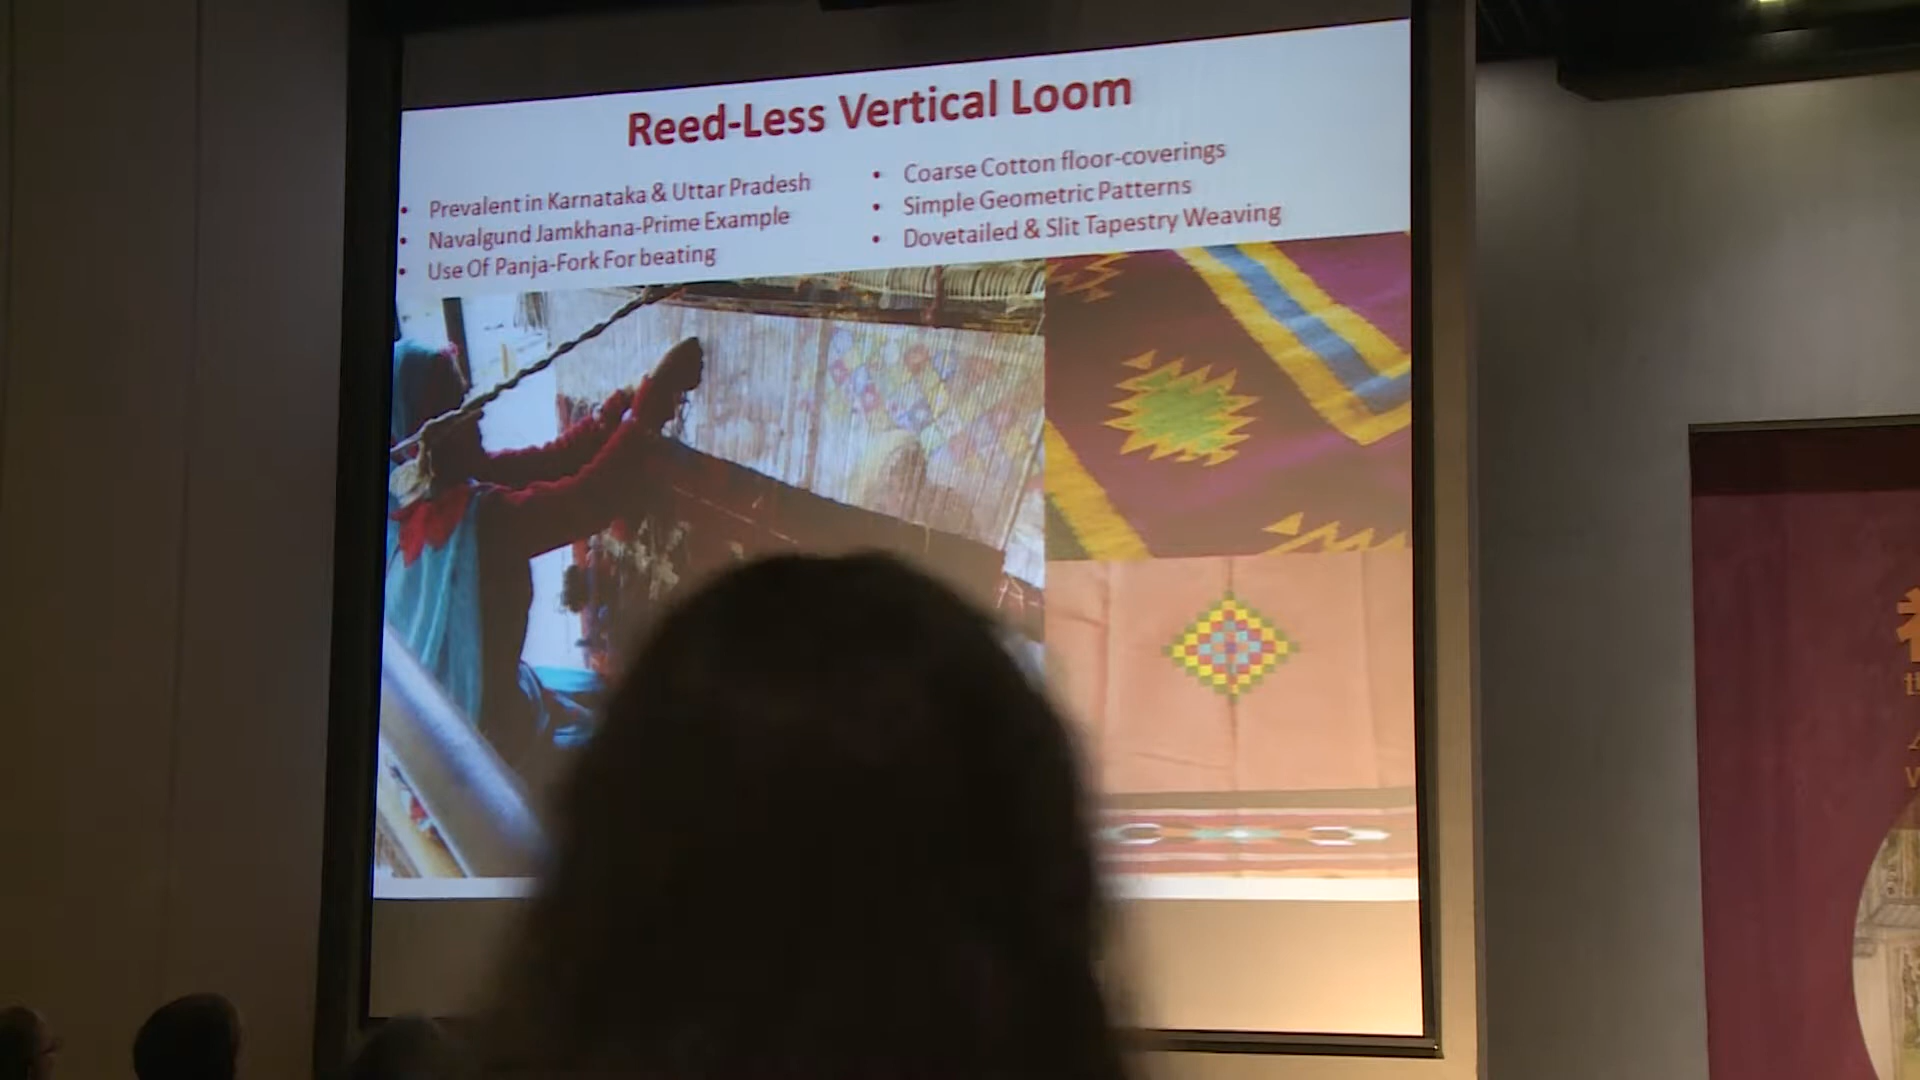 Reed-Less Vertical Loom
• Prevalent in Karnataka & Uttar Pradesh
• Navalgund Jamkhana-Prime Example
• Use Of Panja-Fork For beating
• Coarse Cotton floor-coverings
• Simple Geometric Patterns
• Dovetailed & Slit Tapestry Weaving